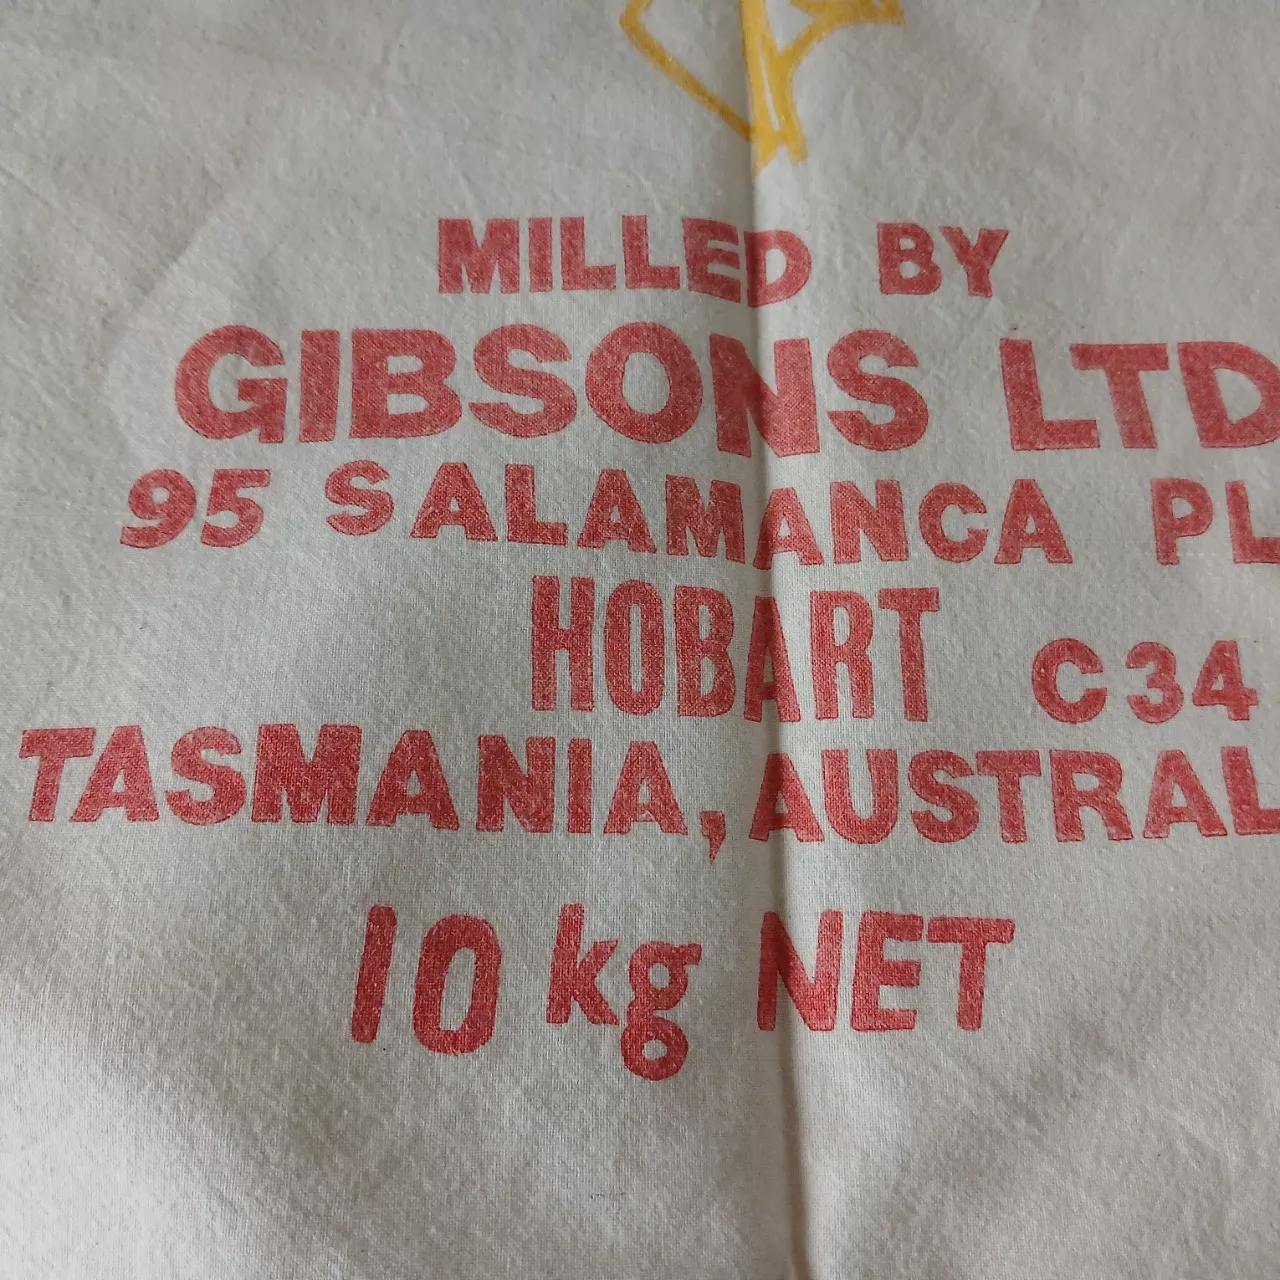 MILLED BY
GIBSONS LTD
95 SALAMANCA PL
HOBART C34
TASMANIA, AUSTRAL
10 kg NET